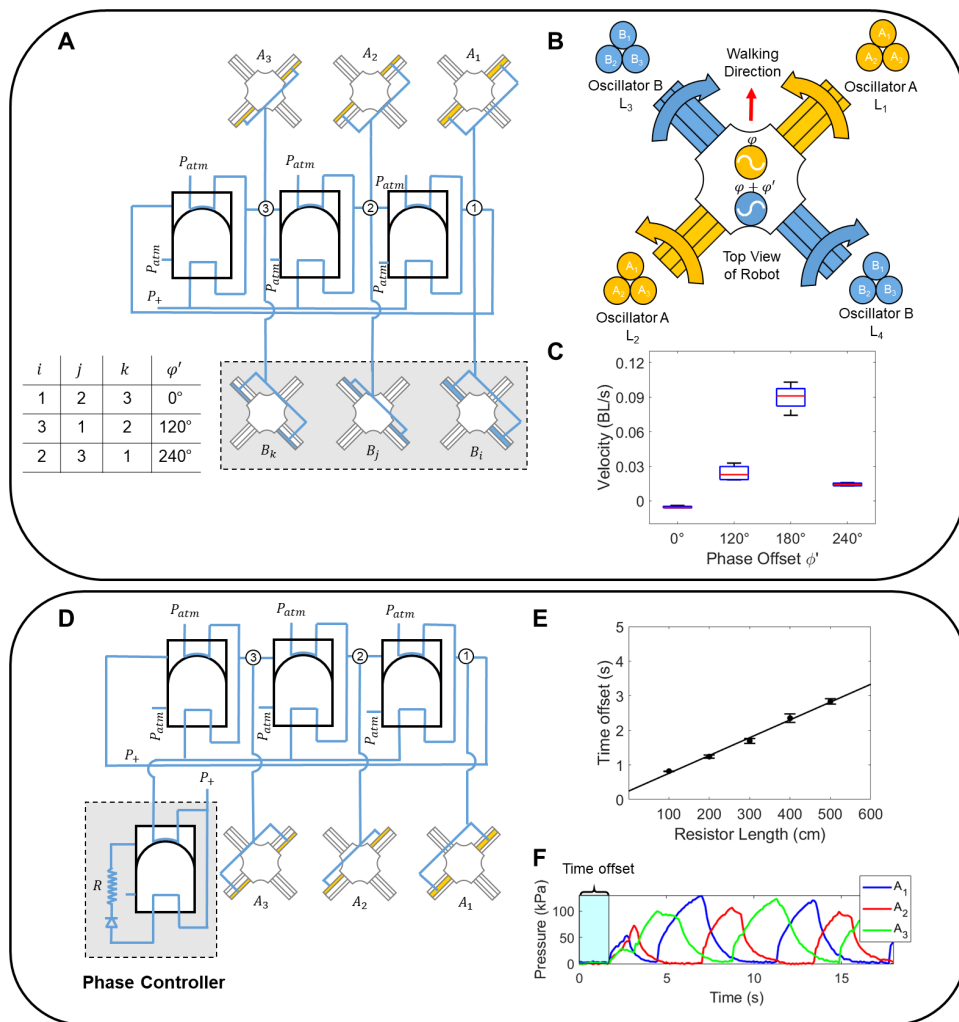 A
A3
A2
A1
Patm
Patm
Patm
3
2
1
Patm
Patm
Patm
P+
i j k φ′
1 2 3 0°
3 1 2 120°
2 3 1 240°
Bk
Bj
Bi
B
B1
B2 B3
Oscillator B
L3
Walking
Direction
A1
A2 A3
Oscillator A
L1
φ
φ + φ′
Top View
of Robot
A1
A2 A3
Oscillator A
L2
B1
B2 B3
Oscillator B
L4
C
Velocity (BL/s)
0.12
0.09
0.03
0
0° 120° 180° 240°
Phase Offset ϕ'
D
Patm
Patm
Patm
3
2
1
Patm
Patm
Patm
P+
P+
R
A3
A2
A1
Phase Controller
E
Time offset (s)
5
4
3
2
1
0
100 200 300 400 500 600
Resistor Length (cm)
F
Time offset
Pressure (kPa)
100
50
0
0 5 10 15
Time (s)
A1
A2
A3